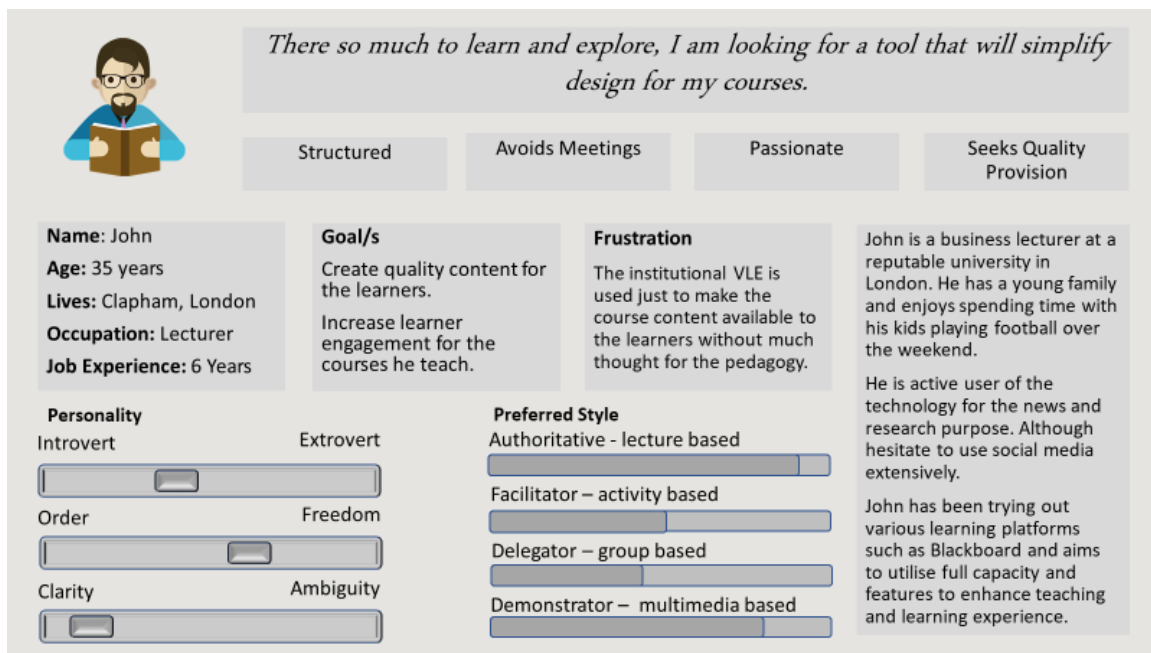 There so much to learn and explore, I am looking for a tool that will simplify
design for my courses.
Structured
Avoids Meetings
Passionate
Seeks Quality
Provision
Name: John
Age: 35 years
Lives: Clapham, London
Occupation: Lecturer
Job Experience: 6 Years
Goal/s
Create quality content for
the learners.
Increase learner
engagement for the
courses he teach.
Frustration
The institutional VLE is
used just to make the
course content available to
the learners without much
thought for the pedagogy.
John is a business lecturer at a
reputable university in
London. He has a young family
and enjoys spending time with
his kids playing football over
the weekend.
He is active user of the
technology for the news and
research purpose. Although
hesitate to use social media
extensively.
John has been trying out
various learning platforms
such as Blackboard and aims
to utilise full capacity and
features to enhance teaching
and learning experience.
Personality
Introvert Extrovert
Order Freedom
Clarity Ambiguity
Preferred Style
Authoritative - lecture based
Facilitator – activity based
Delegator – group based
Demonstrator – multimedia based